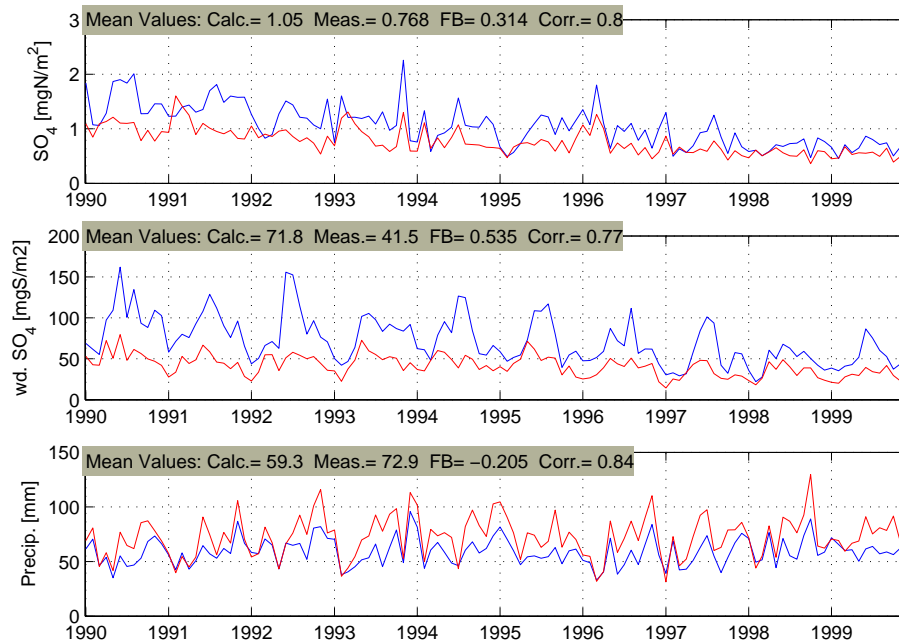 Mean Values: Calc.= 1.05 Meas.= 0.768 FB= 0.314 Corr.= 0.8
SO4 [mgN/m2]
3
2
1
0
1990 1991 1992 1993 1994 1995 1996 1997 1998 1999
Mean Values: Calc.= 71.8 Meas.= 41.5 FB= 0.535 Corr.= 0.77
wd. SO4 [mgS/m2]
200
150
100
50
0
1990 1991 1992 1993 1994 1995 1996 1997 1998 1999
Mean Values: Calc.= 59.3 Meas.= 72.9 FB= −0.205 Corr.= 0.84
Precip. [mm]
150
100
50
0
1990 1991 1992 1993 1994 1995 1996 1997 1998 1999